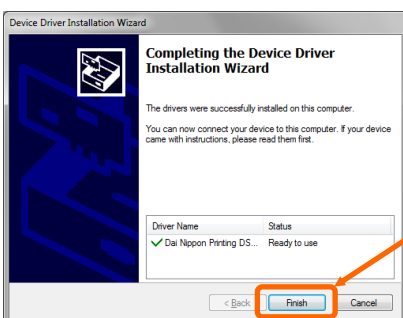 Device Driver Installation Wizard
Completing the Device Driver
Installation Wizard
The drivers were successfully installed on this computer.
You can now connect your device to this computer. If your device
came with instructions, please read them first.
Driver Name Status
Dai Nippon Printing DS... Ready to use
< Back Finish Cancel